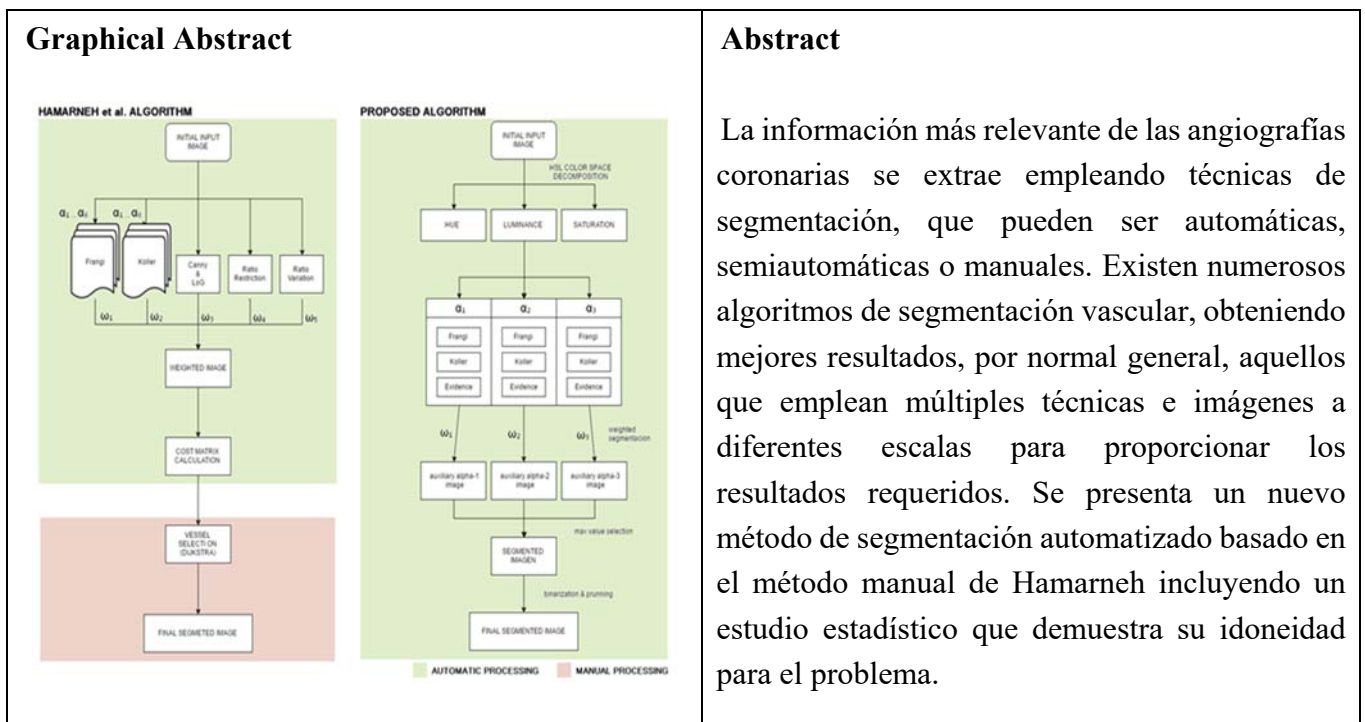 Graphical Abstract
HAMARNEH et al. ALGORITHM
INITIAL INPUT
IMAGE
Frangi
Koller
Canny
&
LoG
Ratio
Restriction
Ratio
Variation
ω₁
ω₂
ω₃
ω₄
ω₅
WEIGHTED IMAGE
COST MATRIX
CALCULATION
VESSEL
SELECTION
(DIJKSTRA)
FINAL SEGMETED IMAGE
PROPOSED ALGORITHM
INITIAL INPUT
IMAGE
HSL COLOR SPACE
DECOMPOSITION
HUE
LUMINANCE
SATURATION
α₁
α₂
α₃
Frangi
Frangi
Frangi
Koller
Koller
Koller
Evidence
Evidence
Evidence
ω₁
ω₂
ω₃
weighted
segmentacion
auxiliary alpha-1
image
auxiliary alpha-2
image
auxiliary alpha-3
image
max value selection
SEGMENTED
IMAGEN
binarization & prunning
FINAL SEGMENTED IMAGE
AUTOMATIC PROCESSING
MANUAL PROCESSING
Abstract
La información más relevante de las angiografías
coronarias se extrae empleando técnicas de
segmentación, que pueden ser automáticas,
semiautomáticas o manuales. Existen numerosos
algoritmos de segmentación vascular, obteniendo
mejores resultados, por normal general, aquellos
que emplean múltiples técnicas e imágenes a
diferentes escalas para proporcionar los
resultados requeridos. Se presenta un nuevo
método de segmentación automatizado basado en
el método manual de Hamarneh incluyendo un
estudio estadístico que demuestra su idoneidad
para el problema.